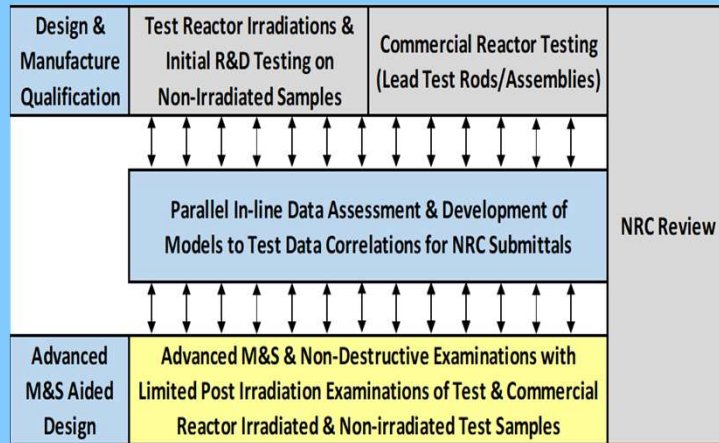 Design &
Manufacture
Qualification
Test Reactor Irradiations &
Initial R&D Testing on
Non-Irradiated Samples
Commercial Reactor Testing
(Lead Test Rods/Assemblies)
Parallel In-line Data Assessment & Development of
Models to Test Data Correlations for NRC Submittals
NRC Review
Advanced
M&S Aided
Design
Advanced M&S & Non-Destructive Examinations with
Limited Post Irradiation Examinations of Test & Commercial
Reactor Irradiated & Non-irradiated Test Samples